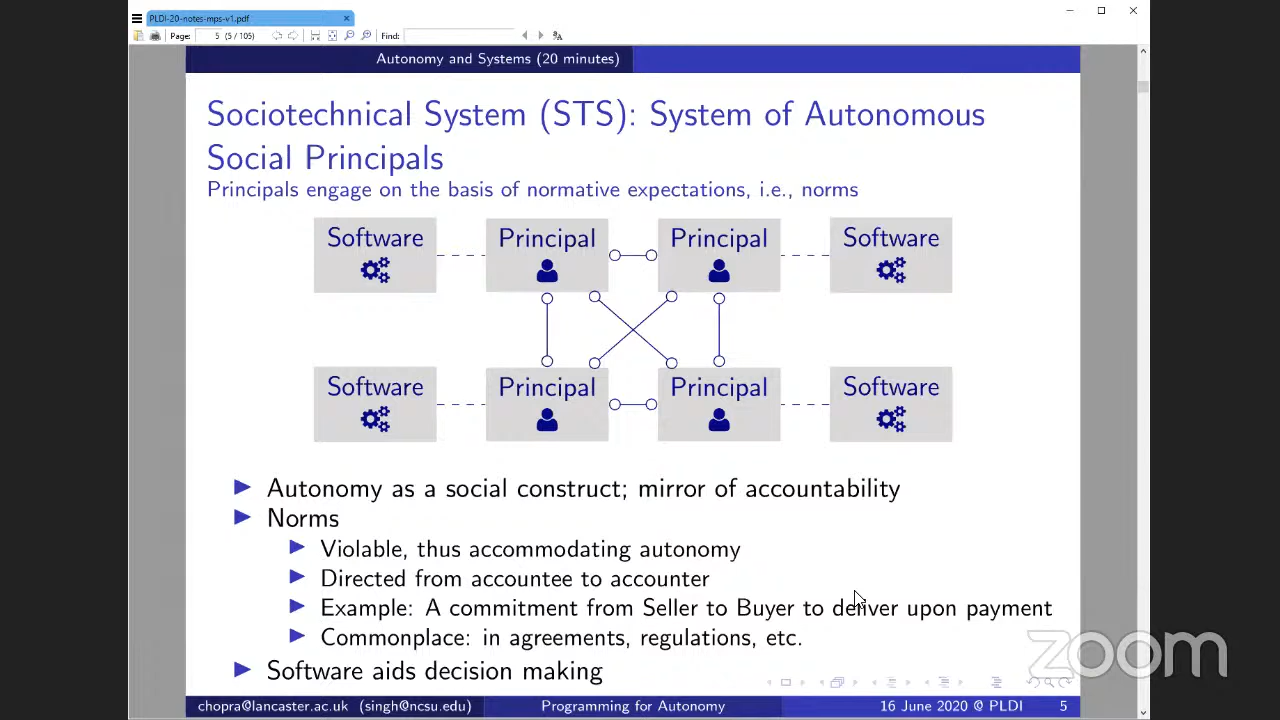 PLDI-20-notes-mps-v1.pdf
Page: 5 (5 / 105) Find:
Autonomy and Systems (20 minutes)
Sociotechnical System (STS): System of Autonomous
Social Principals
Principals engage on the basis of normative expectations, i.e., norms
Software Principal Principal Software
Software Principal Principal Software
Autonomy as a social construct; mirror of accountability
Norms
Violable, thus accommodating autonomy
Directed from accountee to accounter
Example: A commitment from Seller to Buyer to deliver upon payment
Commonplace: in agreements, regulations, etc.
Software aids decision making
zoom
chopra@lancaster.ac.uk (singh@ncsu.edu) Programming for Autonomy 16 June 2020 @ PLDI 5